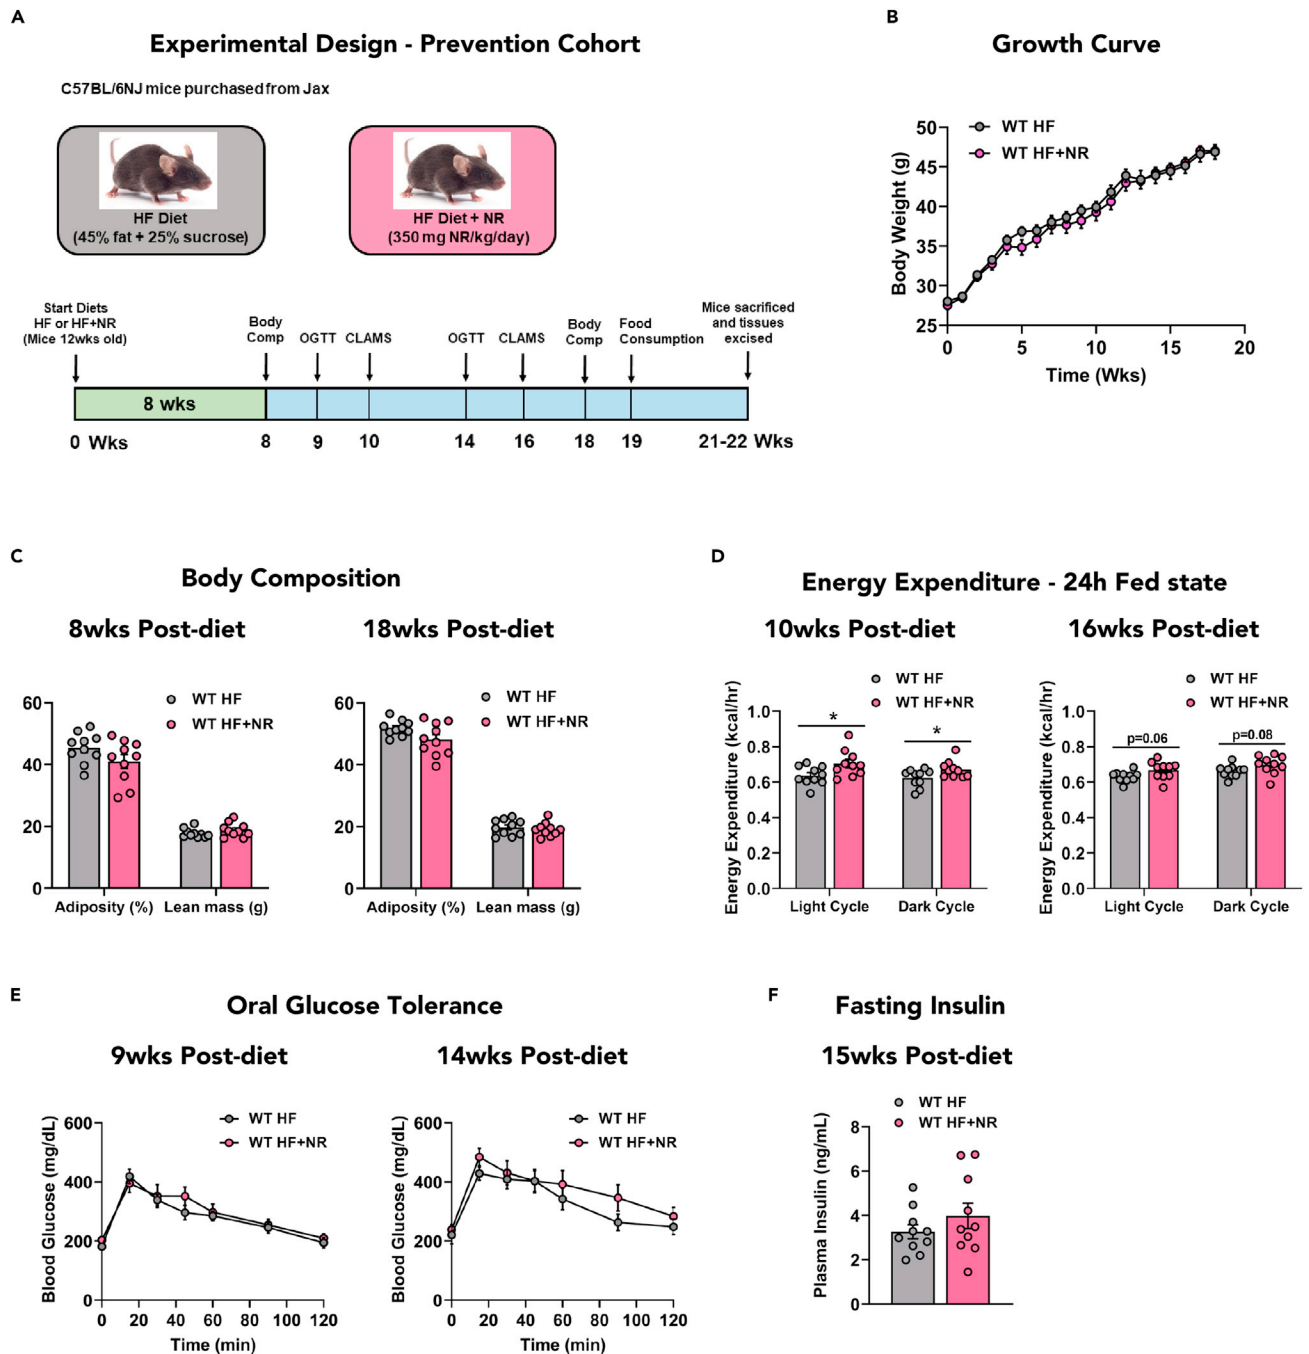 A
Experimental Design - Prevention Cohort
C57BL/6NJ mice purchased from Jax
HF Diet
(45% fat + 25% sucrose)
HF Diet + NR
(350 mg NR/kg/day)
Start Diets
HF or HF+NR
(Mice 12wks old)
Body
Comp
OGTT
CLAMS
OGTT
CLAMS
Body
Comp
Food
Consumption
Mice sacrificed
and tissues
excised
8 wks
0 Wks
8
9
10
14
16
18
19
21-22 Wks
B
Growth Curve
WT HF
WT HF+NR
Body Weight (g)
50
45
40
35
30
25
0
5
10
15
20
Time (Wks)
C
Body Composition
8wks Post-diet
WT HF
WT HF+NR
60
40
20
0
Adiposity (%)
Lean mass (g)
18wks Post-diet
WT HF
WT HF+NR
60
40
20
0
Adiposity (%)
Lean mass (g)
D
Energy Expenditure - 24h Fed state
10wks Post-diet
WT HF
WT HF+NR
Energy Expenditure (kcal/hr)
1.0
0.8
0.6
0.4
0.2
0.0
*
*
Light Cycle
Dark Cycle
16wks Post-diet
WT HF
WT HF+NR
Energy Expenditure (kcal/hr)
1.0
0.8
0.6
0.4
0.2
0.0
p=0.06
p=0.08
Light Cycle
Dark Cycle
E
Oral Glucose Tolerance
9wks Post-diet
WT HF
WT HF+NR
Blood Glucose (mg/dL)
600
400
200
0
0
20
40
60
80
100
120
Time (min)
14wks Post-diet
WT HF
WT HF+NR
Blood Glucose (mg/dL)
600
400
200
0
0
20
40
60
80
100
120
Time (min)
F
Fasting Insulin
15wks Post-diet
WT HF
WT HF+NR
Plasma Insulin (ng/mL)
8
6
4
2
0